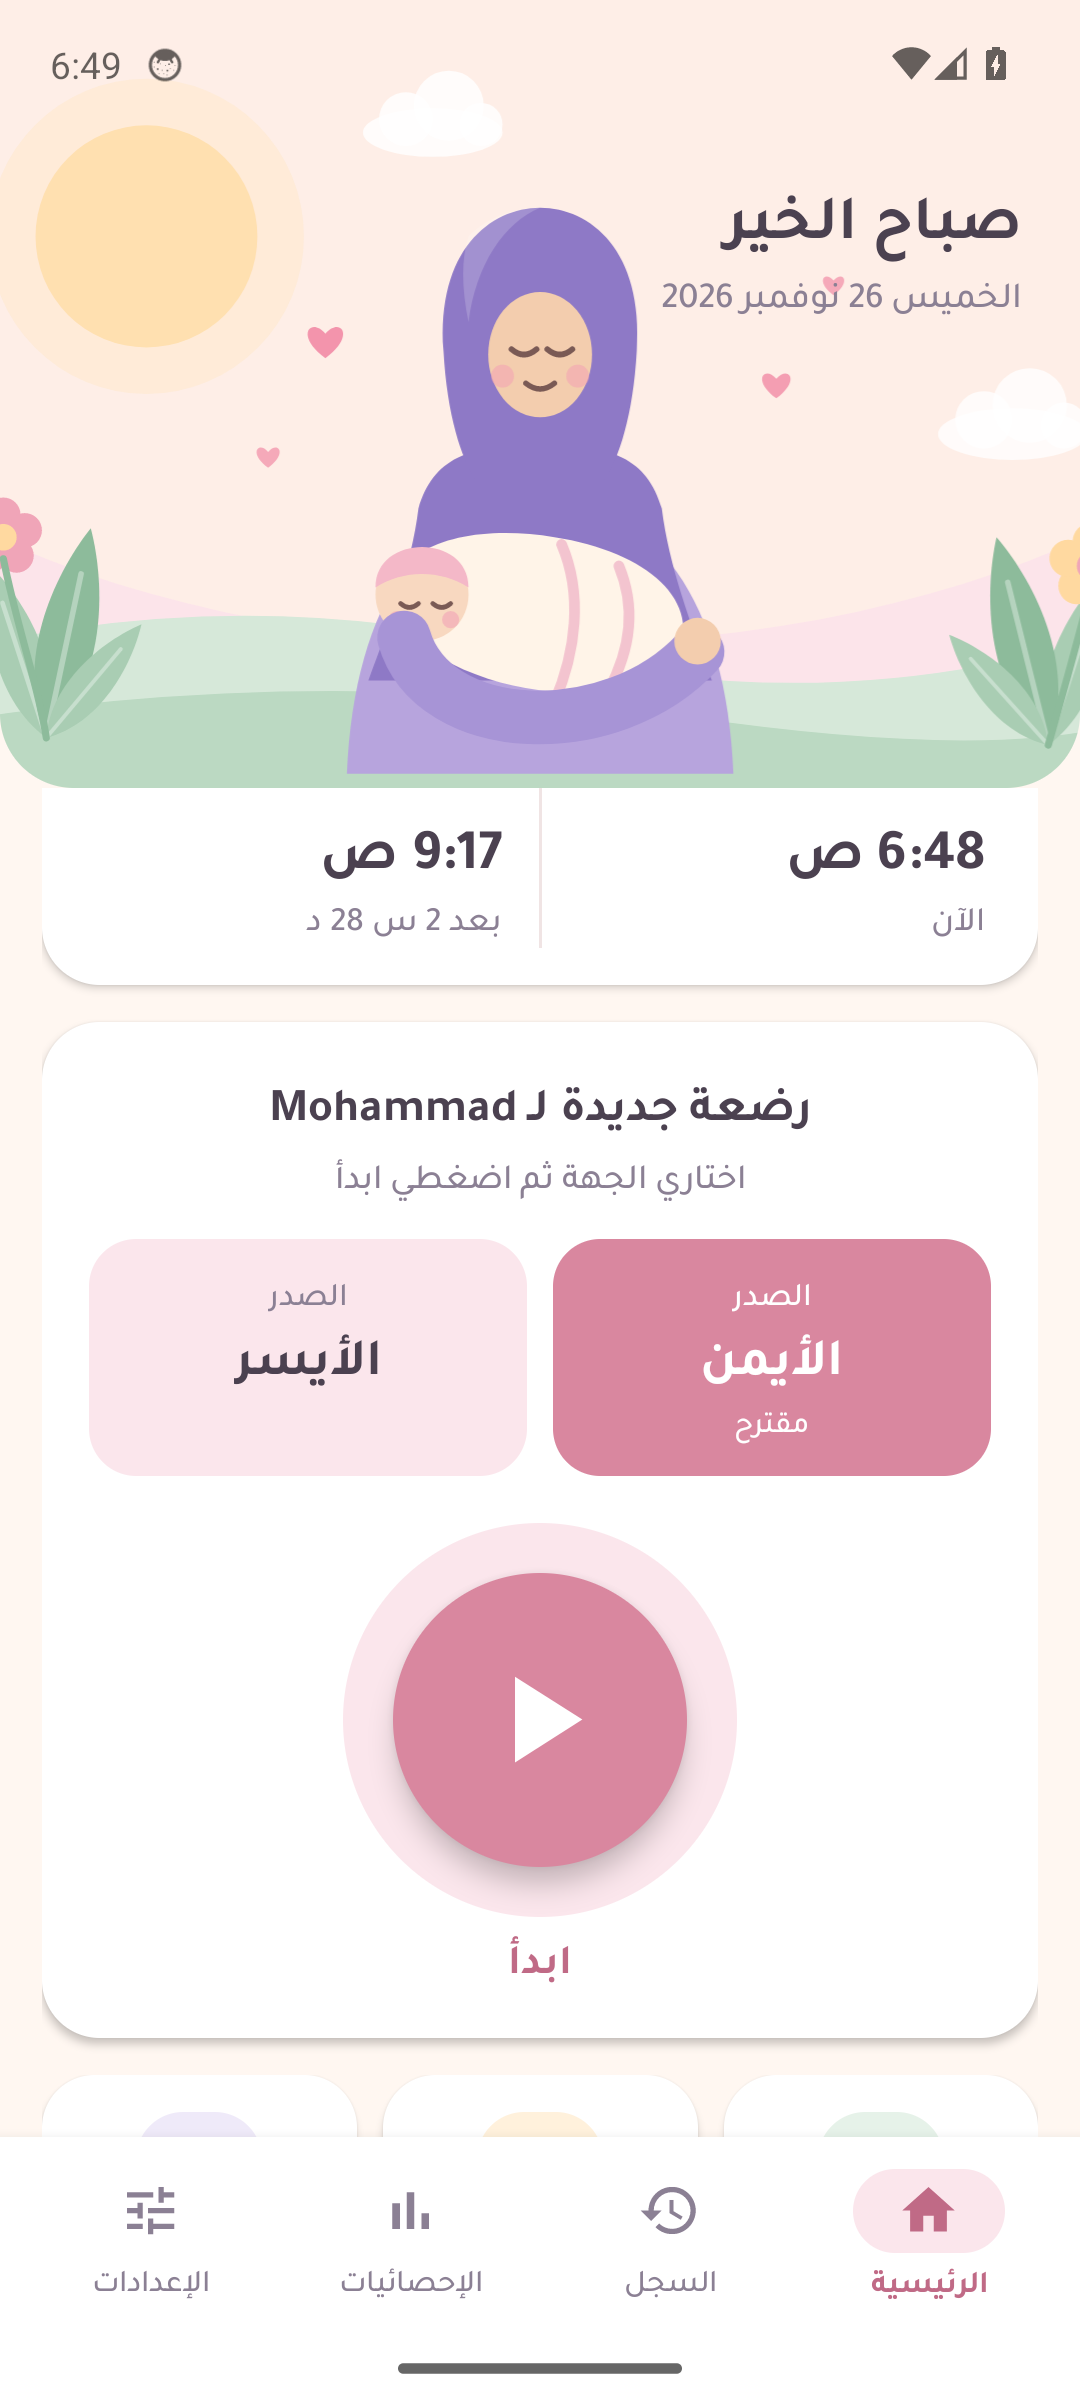 6:49
صباح الخير
الخميس 26 نوفمبر 2026
6:48 ص
الآن
9:17 ص
بعد 2 س 28 د
رضعة جديدة لـ Mohammad
اختاري الجهة ثم اضغطي ابدأ
الصدر
الأيمن
مقترح
الصدر
الأيسر
ابدأ
الرئيسية
السجل
الإحصائيات
الإعدادات